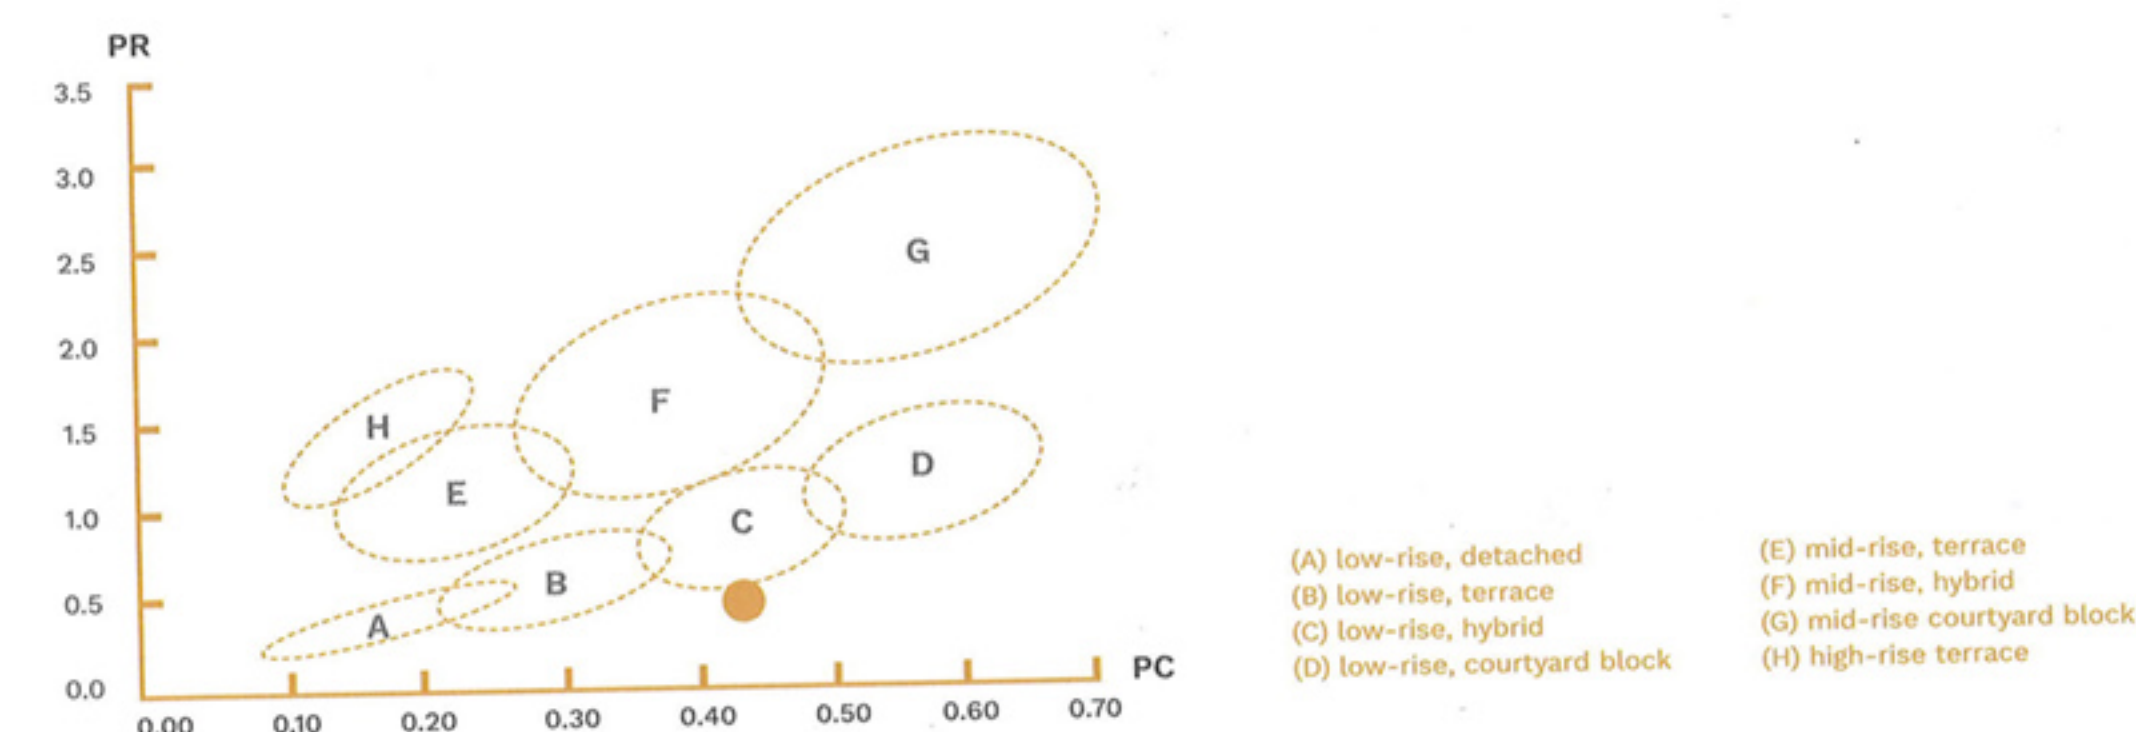 PR
3.5
3.0
2.5
2.0
1.5
1.0
0.5
0.0
G
F
H
D
E
C
B
A
PC
0.00 0.10 0.20 0.30 0.40 0.50 0.60 0.70
(A) low-rise, detached
(B) low-rise, terrace
(C) low-rise, hybrid
(D) low-rise, courtyard block
(E) mid-rise, terrace
(F) mid-rise, hybrid
(G) mid-rise courtyard block
(H) high-rise terrace